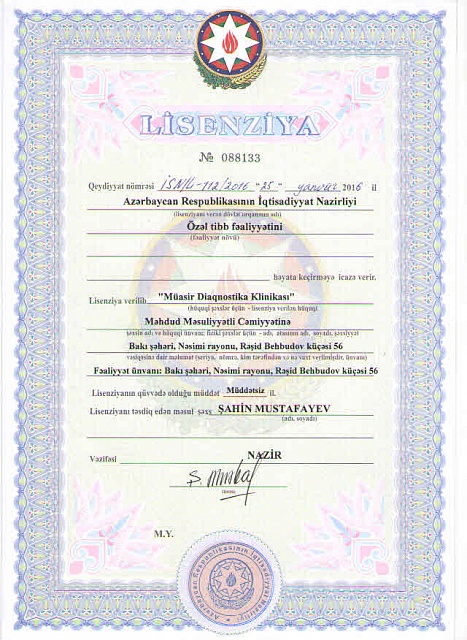 LİSENZİYA
№ 088133
Qeydiyyat nömrəsi İSN/Lİ-112/2016 "25" yanvar 2016 il
Azərbaycan Respublikasının İqtisadiyyat Nazirliyi
(lisenziyanı verən dövlət orqanının adı)
Özəl tibb fəaliyyətini
(fəaliyyət növü)
həyata keçirməyə icazə verir.
Lisenziya verilib "Müasir Diaqnostika Klinikası"
(hüquqi şəxslər üçün - lisenziya verilən hüquqi
Məhdud Məsuliyyətli Cəmiyyətinə
şəxsin adı və hüquqi ünvanı; fiziki şəxslər üçün - adı, atasının adı, soyadı, şəxsiyyət
Bakı şəhəri, Nəsimi rayonu, Rəşid Behbudov küçəsi 56
vəsiqəsinə dair məlumat (seriya, nömrə, kim tərəfindən və nə vaxt verilmişdir, ünvanı)
Fəaliyyət ünvanı: Bakı şəhəri, Nəsimi rayonu, Rəşid Behbudov küçəsi 56
Lisenziyanın qüvvədə olduğu müddət Müddətsiz il.
Lisenziyanı təsdiq edən məsul şəxs ŞAHİN MUSTAFAYEV
(adı, soyadı)
Vəzifəsi NAZİR
(imza)
M.Y.
Azərbaycan Respublikasının İqtisadiyyat Nazirliyi